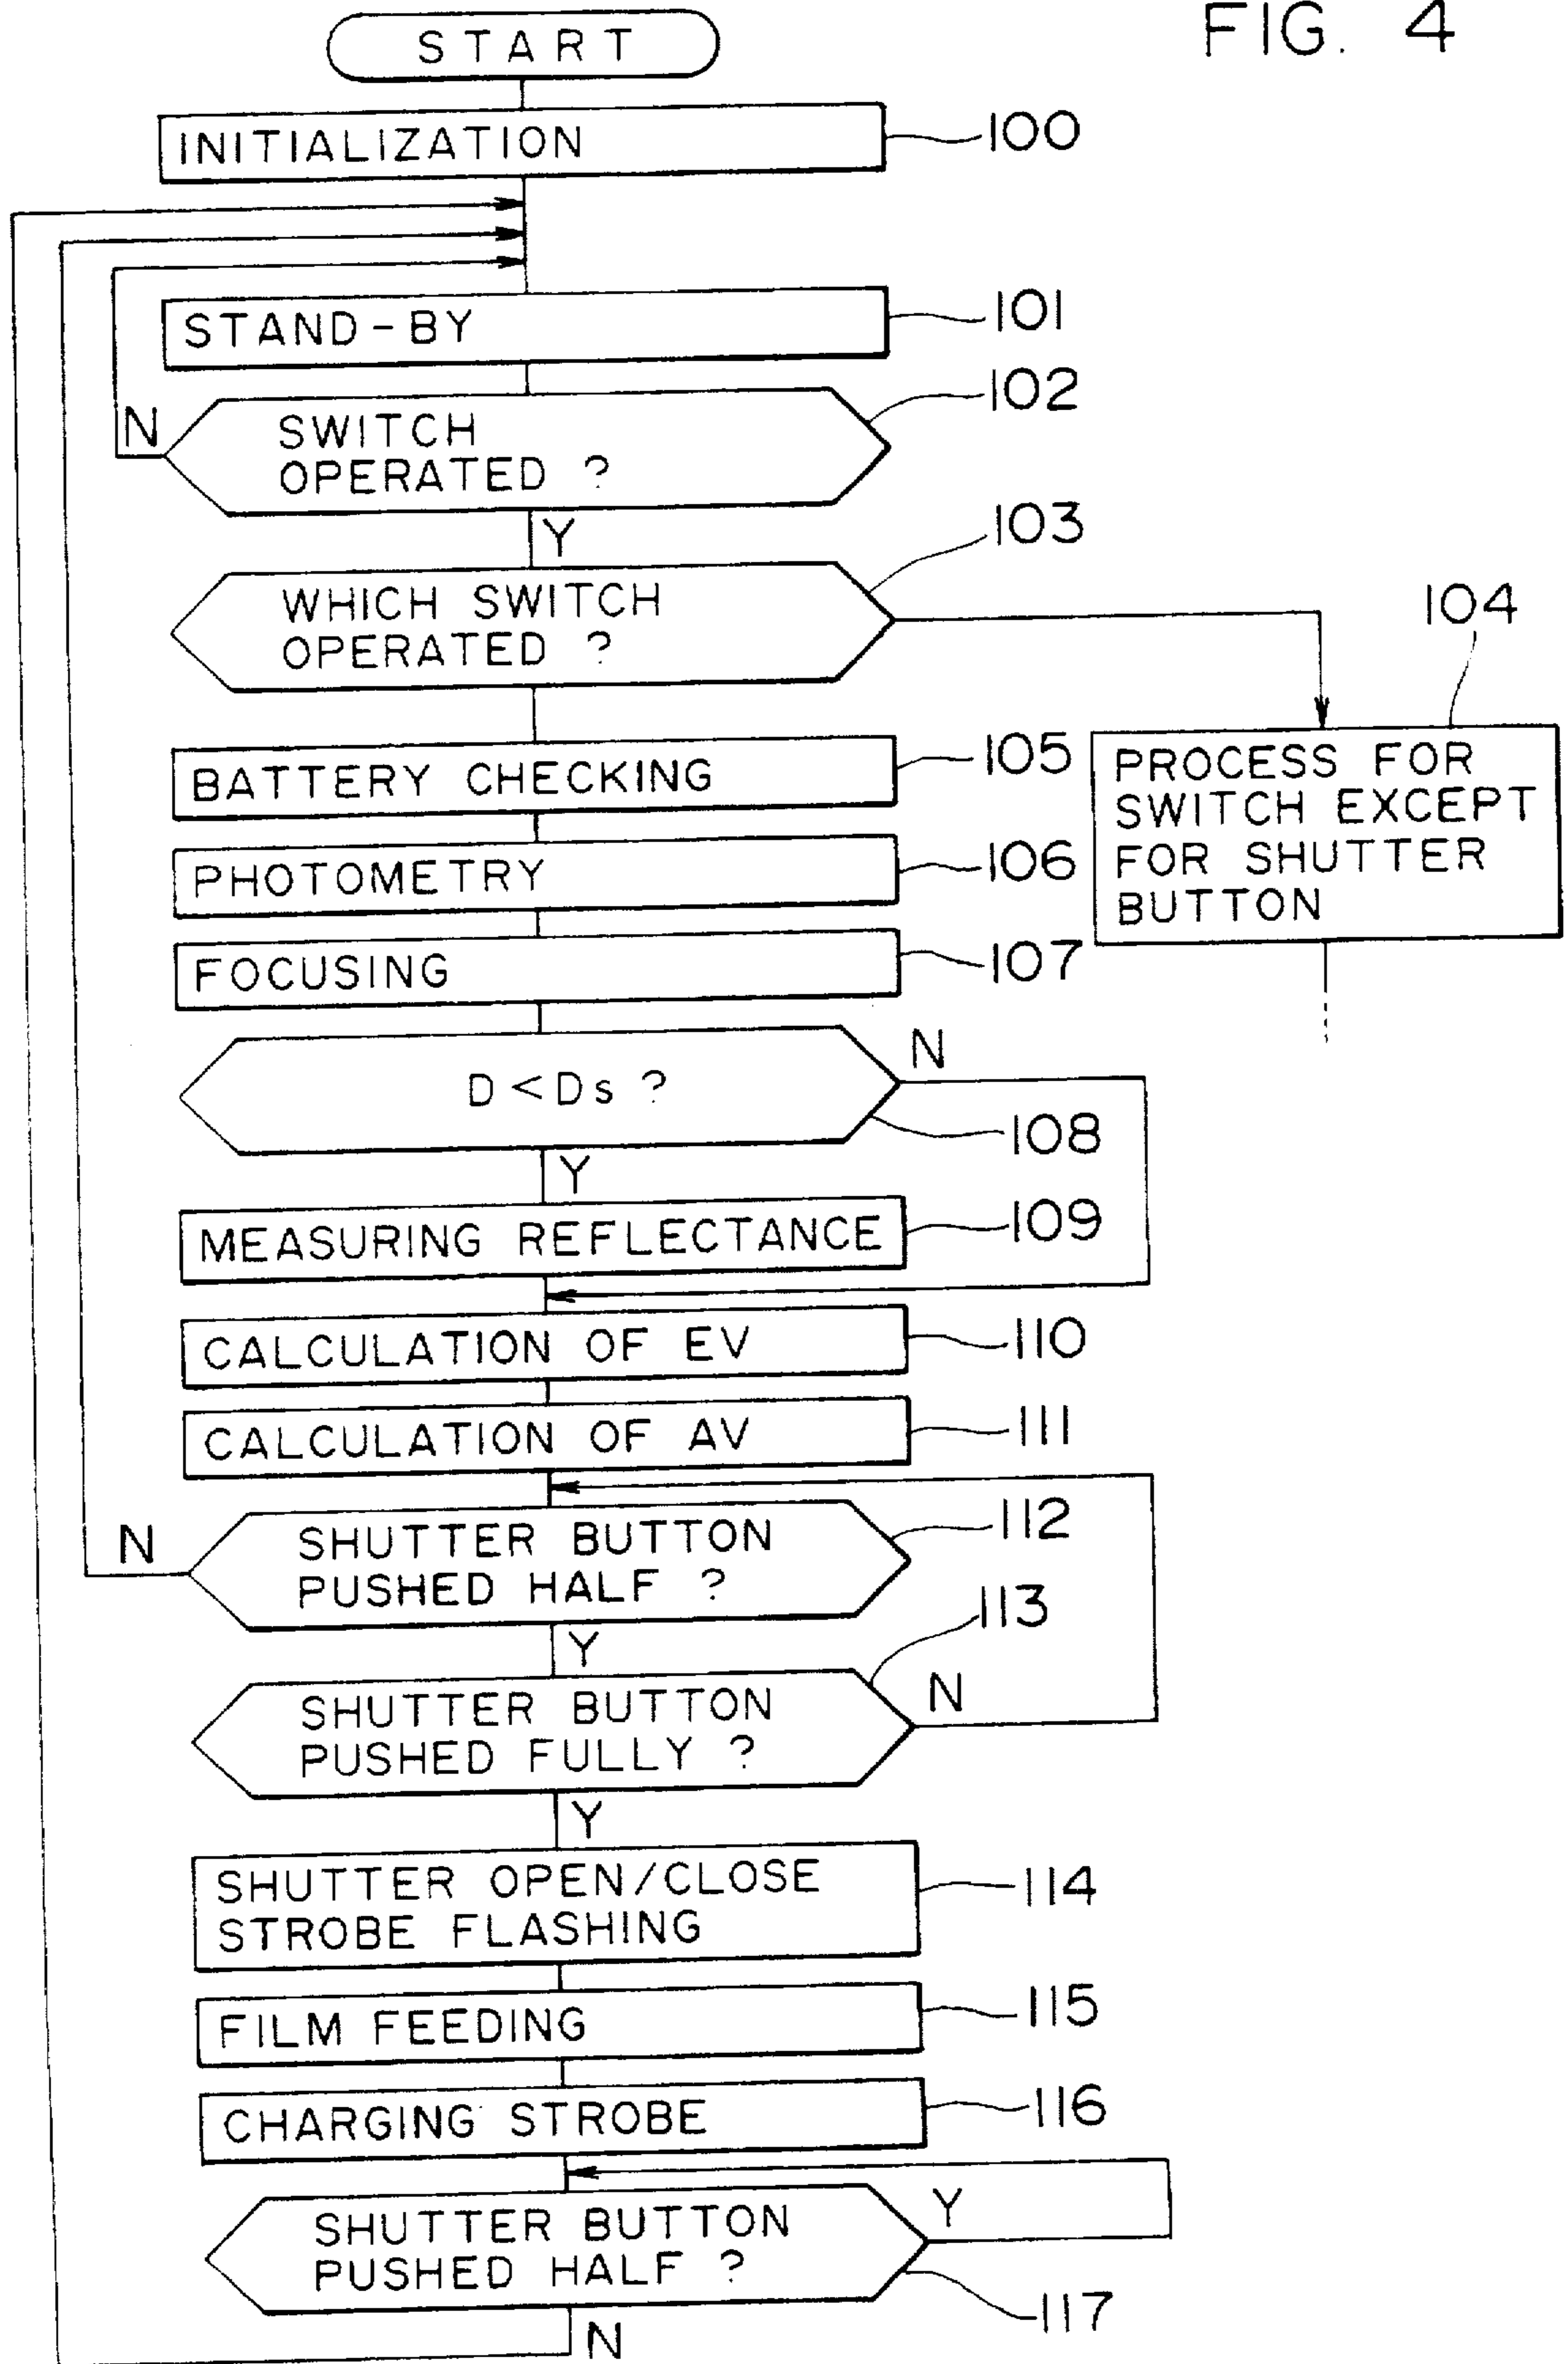 FIG. 4
START
INITIALIZATION
100
STAND-BY
101
102
N
SWITCH
OPERATED ?
Y
103
WHICH SWITCH
OPERATED ?
104
PROCESS FOR
SWITCH EXCEPT
FOR SHUTTER
BUTTON
BATTERY CHECKING
105
PHOTOMETRY
106
FOCUSING
107
D < Ds ?
N
108
Y
MEASURING REFLECTANCE
109
CALCULATION OF EV
110
CALCULATION OF AV
111
N
SHUTTER BUTTON
PUSHED HALF ?
112
Y
113
SHUTTER BUTTON
PUSHED FULLY ?
N
Y
SHUTTER OPEN/CLOSE
STROBE FLASHING
114
FILM FEEDING
115
CHARGING STROBE
116
SHUTTER BUTTON
PUSHED HALF ?
Y
117
N